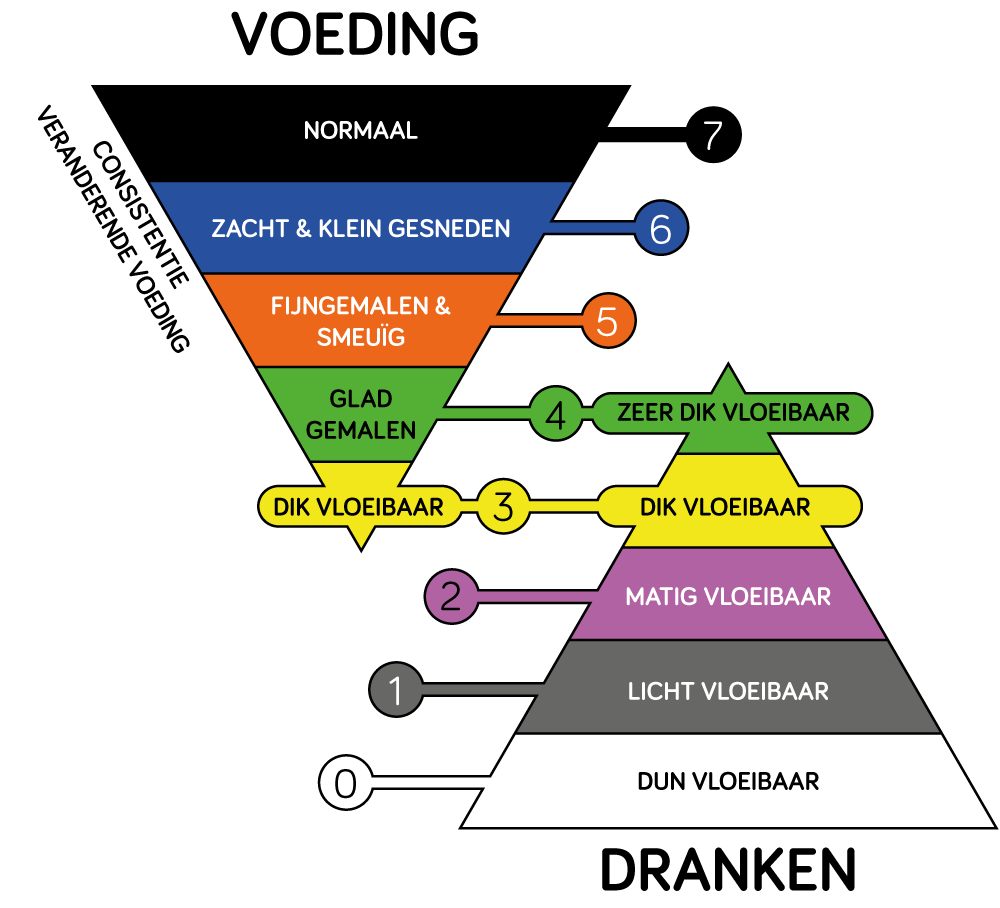 VOEDING
CONSISTENTIE
VERANDERENDE VOEDING
NORMAAL
7
ZACHT & KLEIN GESNEDEN
6
FIJNGEMALEN &
SMEUÏG
5
GLAD
GEMALEN
4
ZEER DIK VLOEIBAAR
DIK VLOEIBAAR
3
DIK VLOEIBAAR
2
MATIG VLOEIBAAR
1
LICHT VLOEIBAAR
0
DUN VLOEIBAAR
DRANKEN